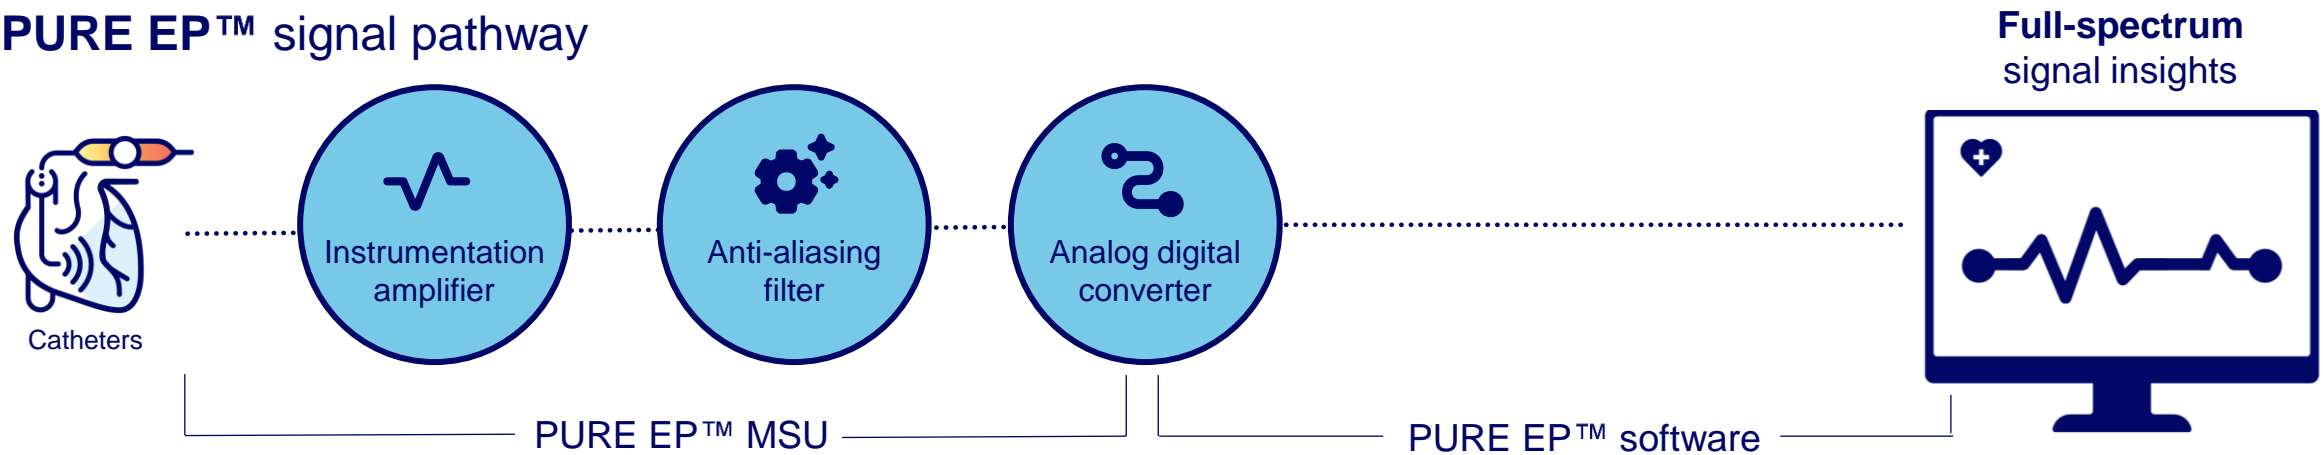 PURE EP™ signal pathway
Full-spectrum
signal insights
Instrumentation
amplifier
Anti-aliasing
filter
Analog digital
converter
Catheters
PURE EP™ MSU
PURE EP™ software